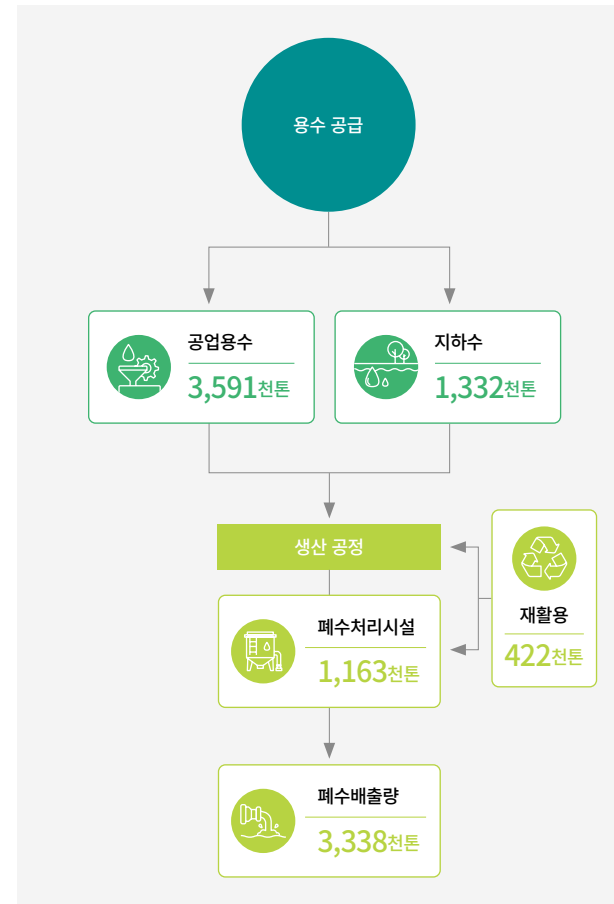 용수 공급
공업용수
3,591천톤
지하수
1,332천톤
생산 공정
재활용
422천톤
폐수처리시설
1,163천톤
폐수배출량
3,338천톤